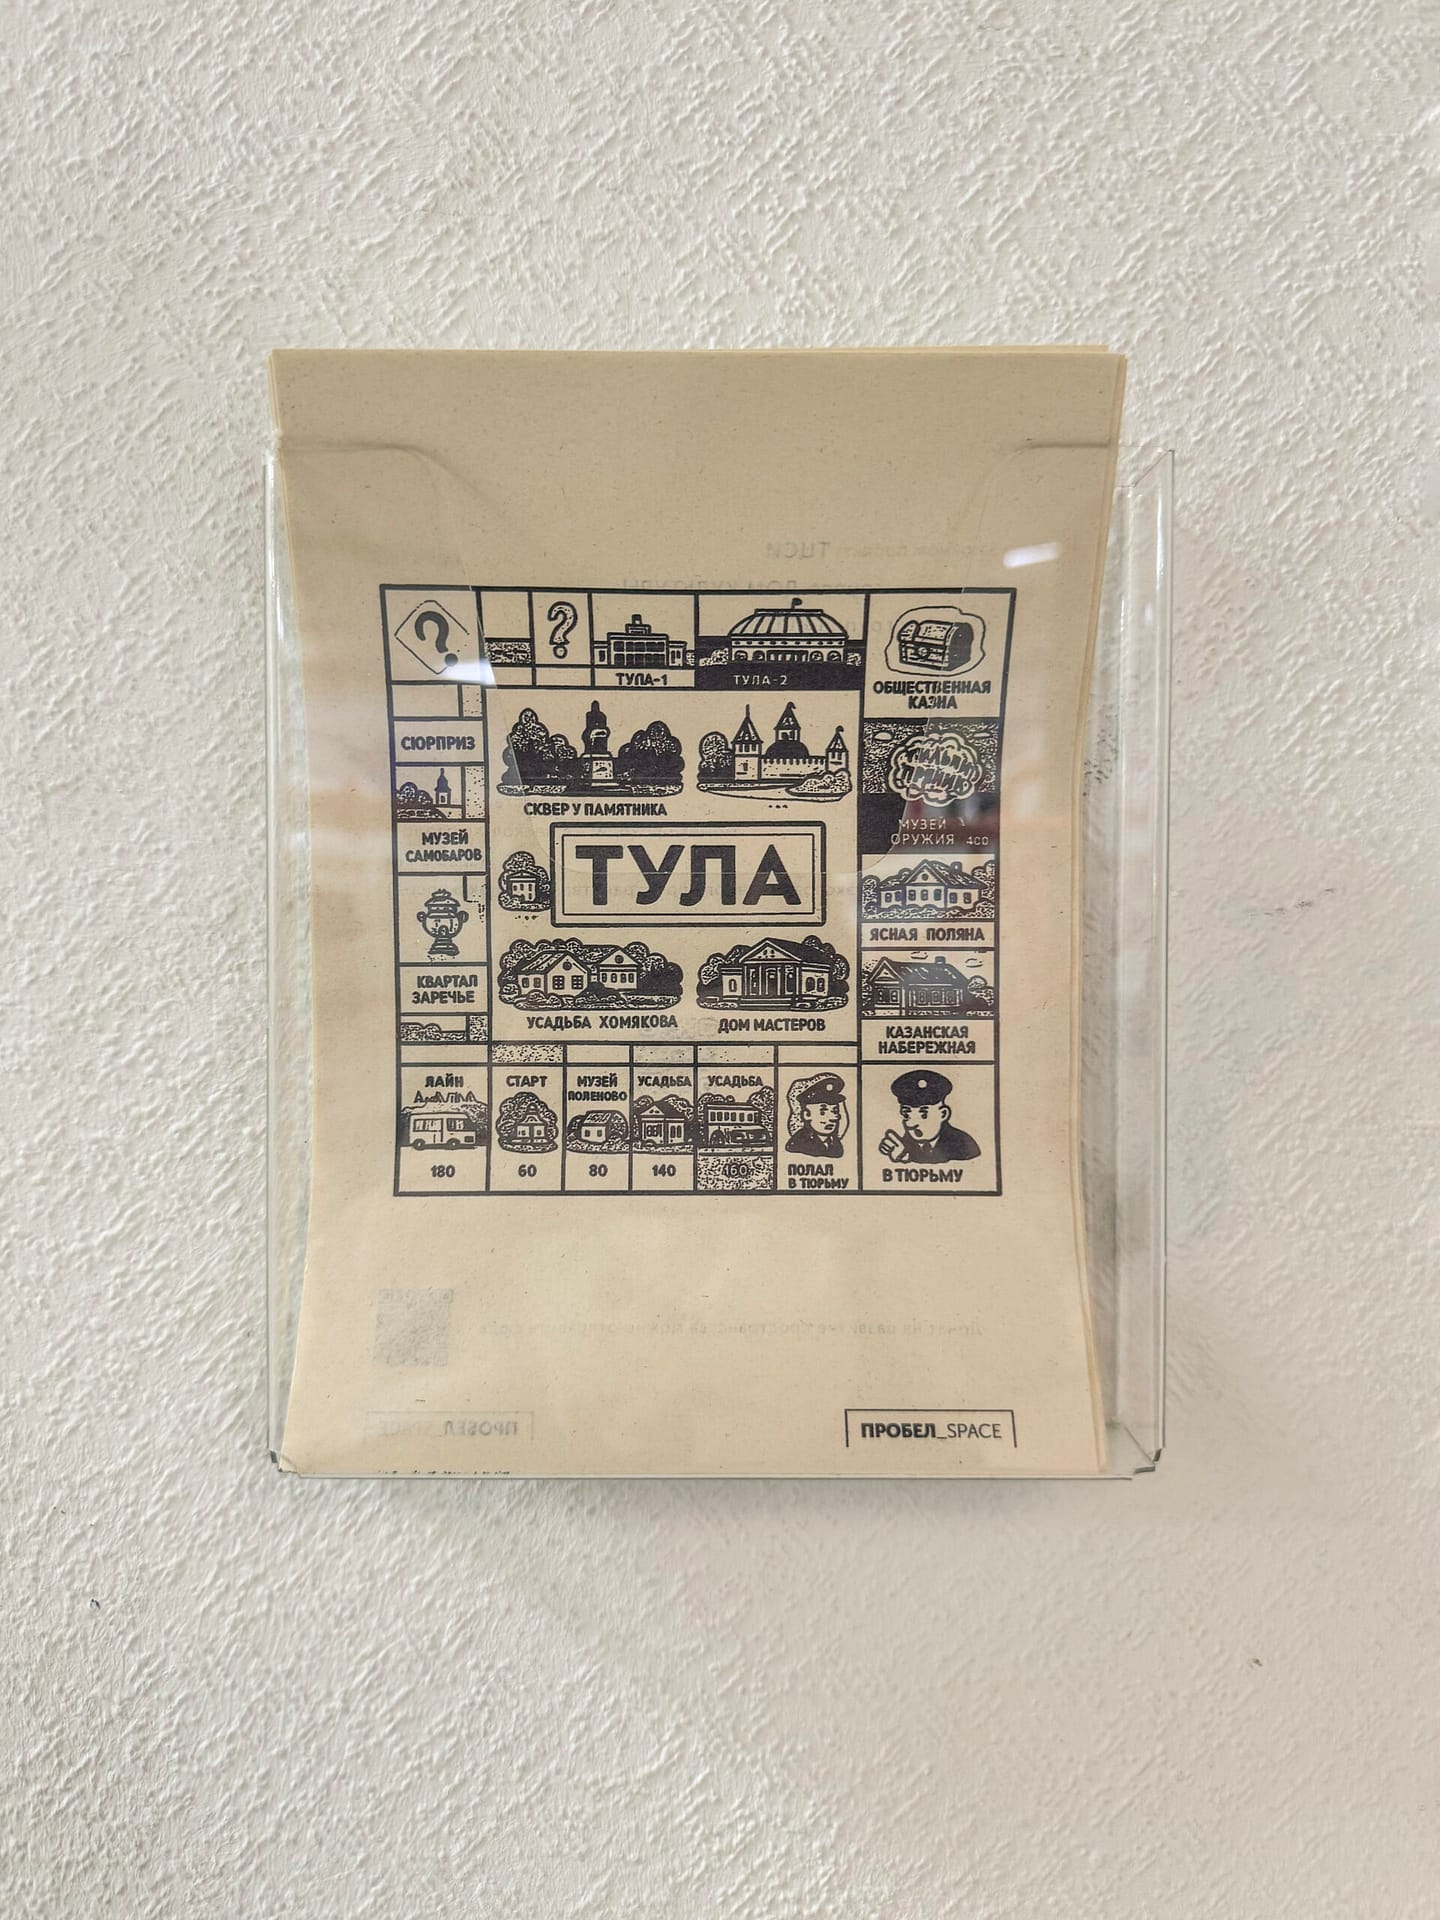 ?
?
ТУЛА-1
ТУЛА-2
ОБЩЕСТВЕННАЯ
КАЗНА
СЮРПРИЗ
СКВЕР У ПАМЯТНИКА
МУЗЕЙ
ОРУЖИЯ 400
МУЗЕЙ
САМОВАРОВ
ТУЛА
ЯСНАЯ ПОЛЯНА
КВАРТАЛ
ЗАРЕЧЬЕ
УСАДЬБА ХОМЯКОВА
ДОМ МАСТЕРОВ
КАЗАНСКАЯ
НАБЕРЕЖНАЯ
ЛАЙН
180
СТАРТ
60
МУЗЕЙ
ПОЛЕНОВО
80
УСАДЬБА
140
УСАДЬБА
160
ПОПАЛ
В ТЮРЬМУ
В ТЮРЬМУ
ПРОБЕЛ_SPACE